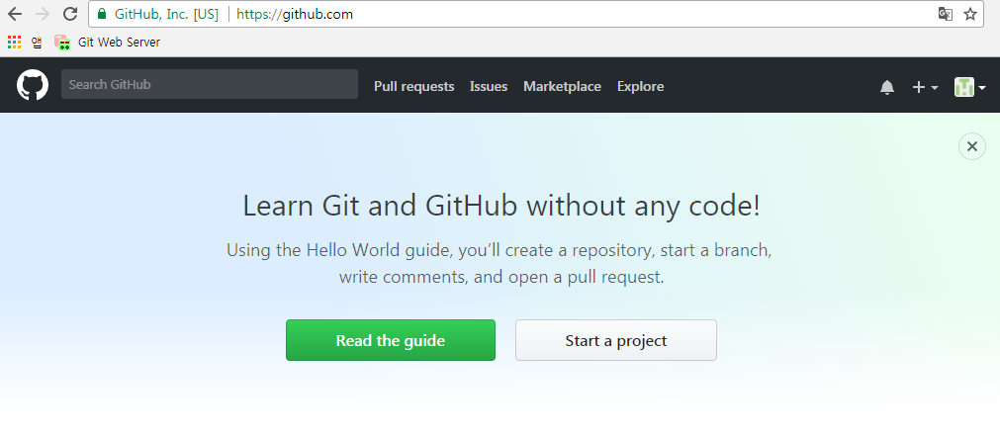 GitHub, Inc. [US] https://github.com
앱 Git Web Server
Search GitHub Pull requests Issues Marketplace Explore
Learn Git and GitHub without any code!
Using the Hello World guide, you’ll create a repository, start a branch,
write comments, and open a pull request.
Read the guide Start a project